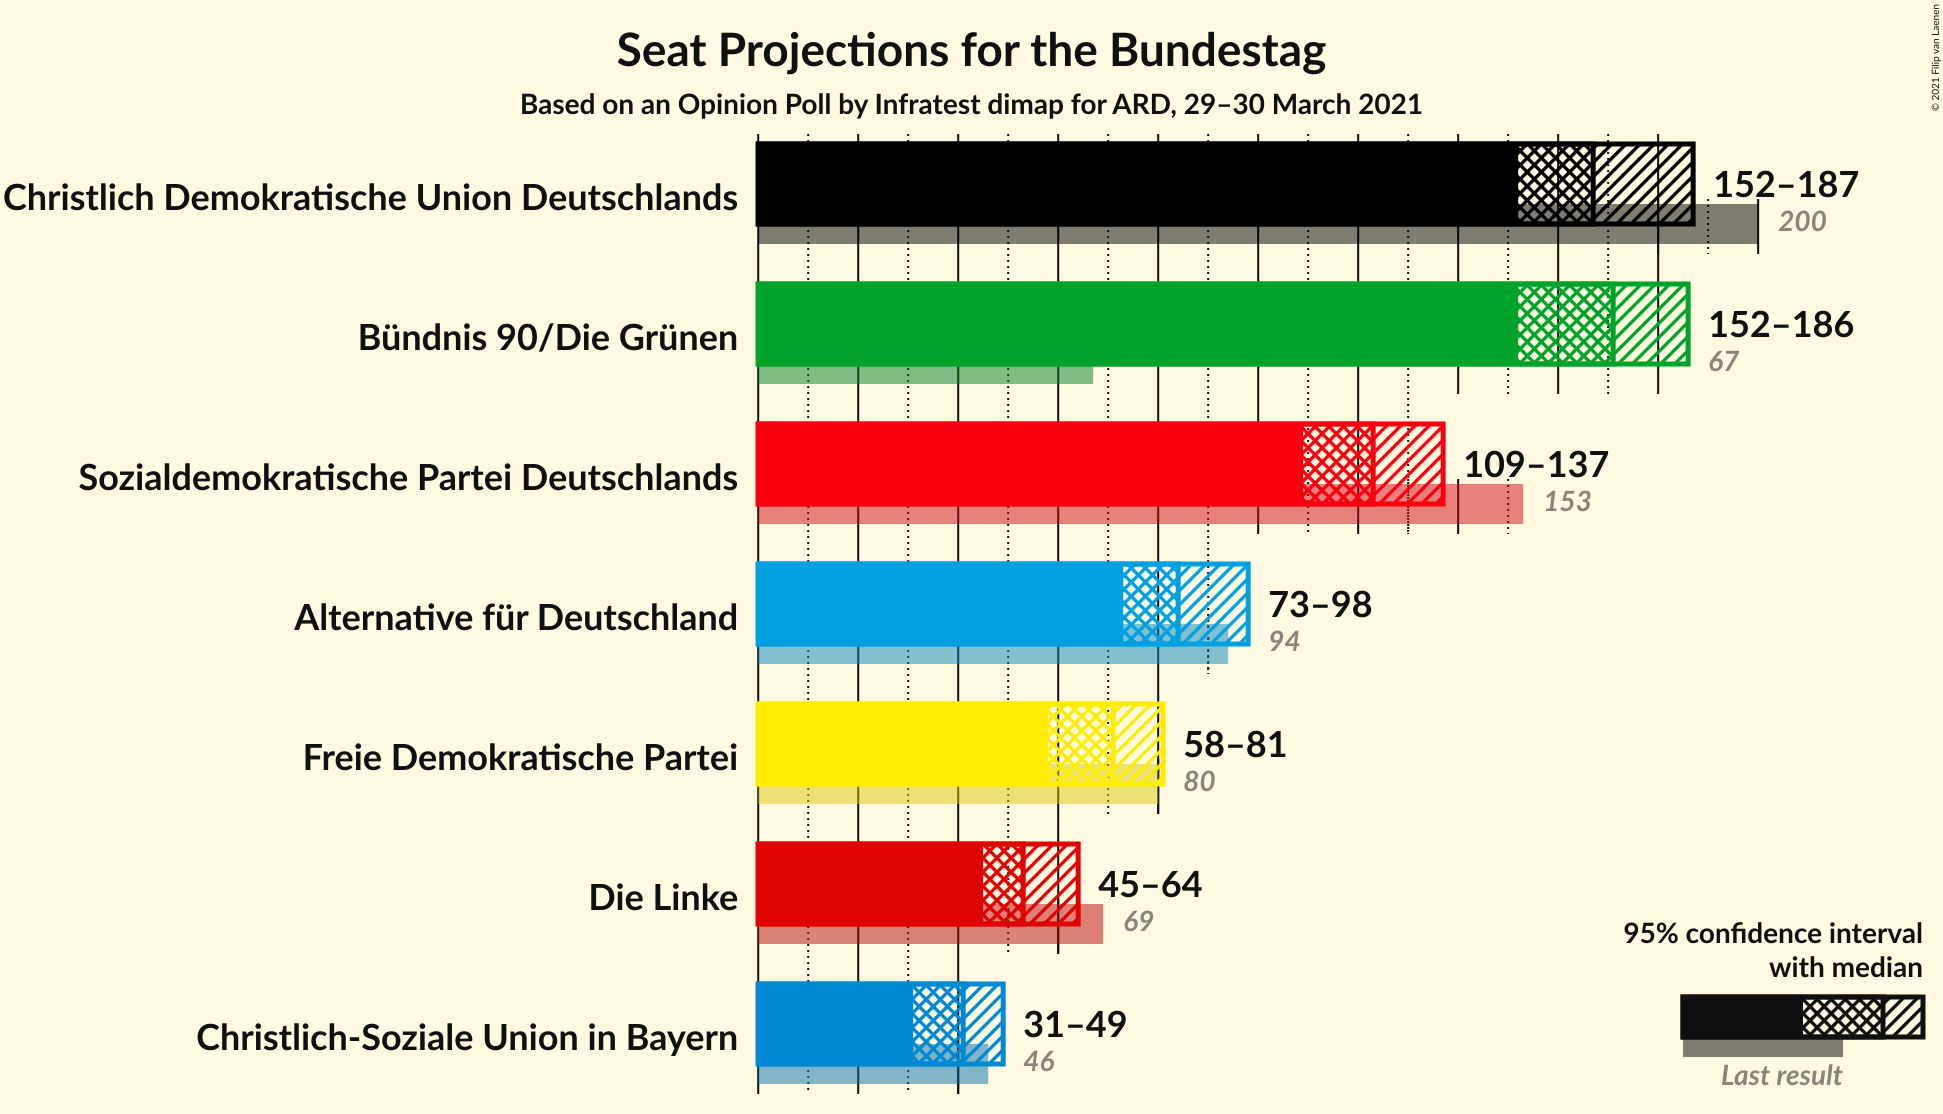 Seat Projections for the Bundestag
Based on an Opinion Poll by Infratest dimap for ARD, 29–30 March 2021
© 2021 Filip van Laenen
Christlich Demokratische Union Deutschlands
152–187
200
Bündnis 90/Die Grünen
152–186
67
Sozialdemokratische Partei Deutschlands
109–137
153
Alternative für Deutschland
73–98
94
Freie Demokratische Partei
58–81
80
Die Linke
45–64
69
Christlich-Soziale Union in Bayern
31–49
46
95% confidence interval
with median
Last result